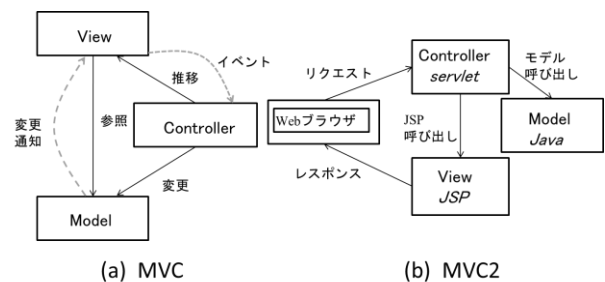 View
イベント
推移
変更
通知
参照
Controller
変更
Model
(a) MVC
Controller
servlet
モデル
呼び出し
リクエスト
Webブラウザ
JSP
呼び出し
Model
Java
レスポンス
View
JSP
(b) MVC2